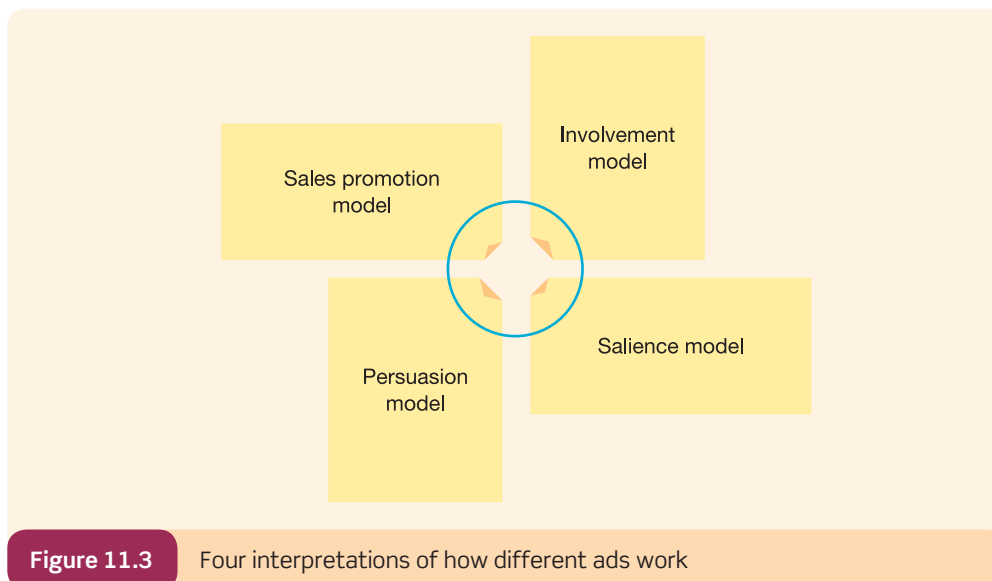 Involvement
model
Sales promotion
model
Salience model
Persuasion
model
Figure 11.3 Four interpretations of how different ads work